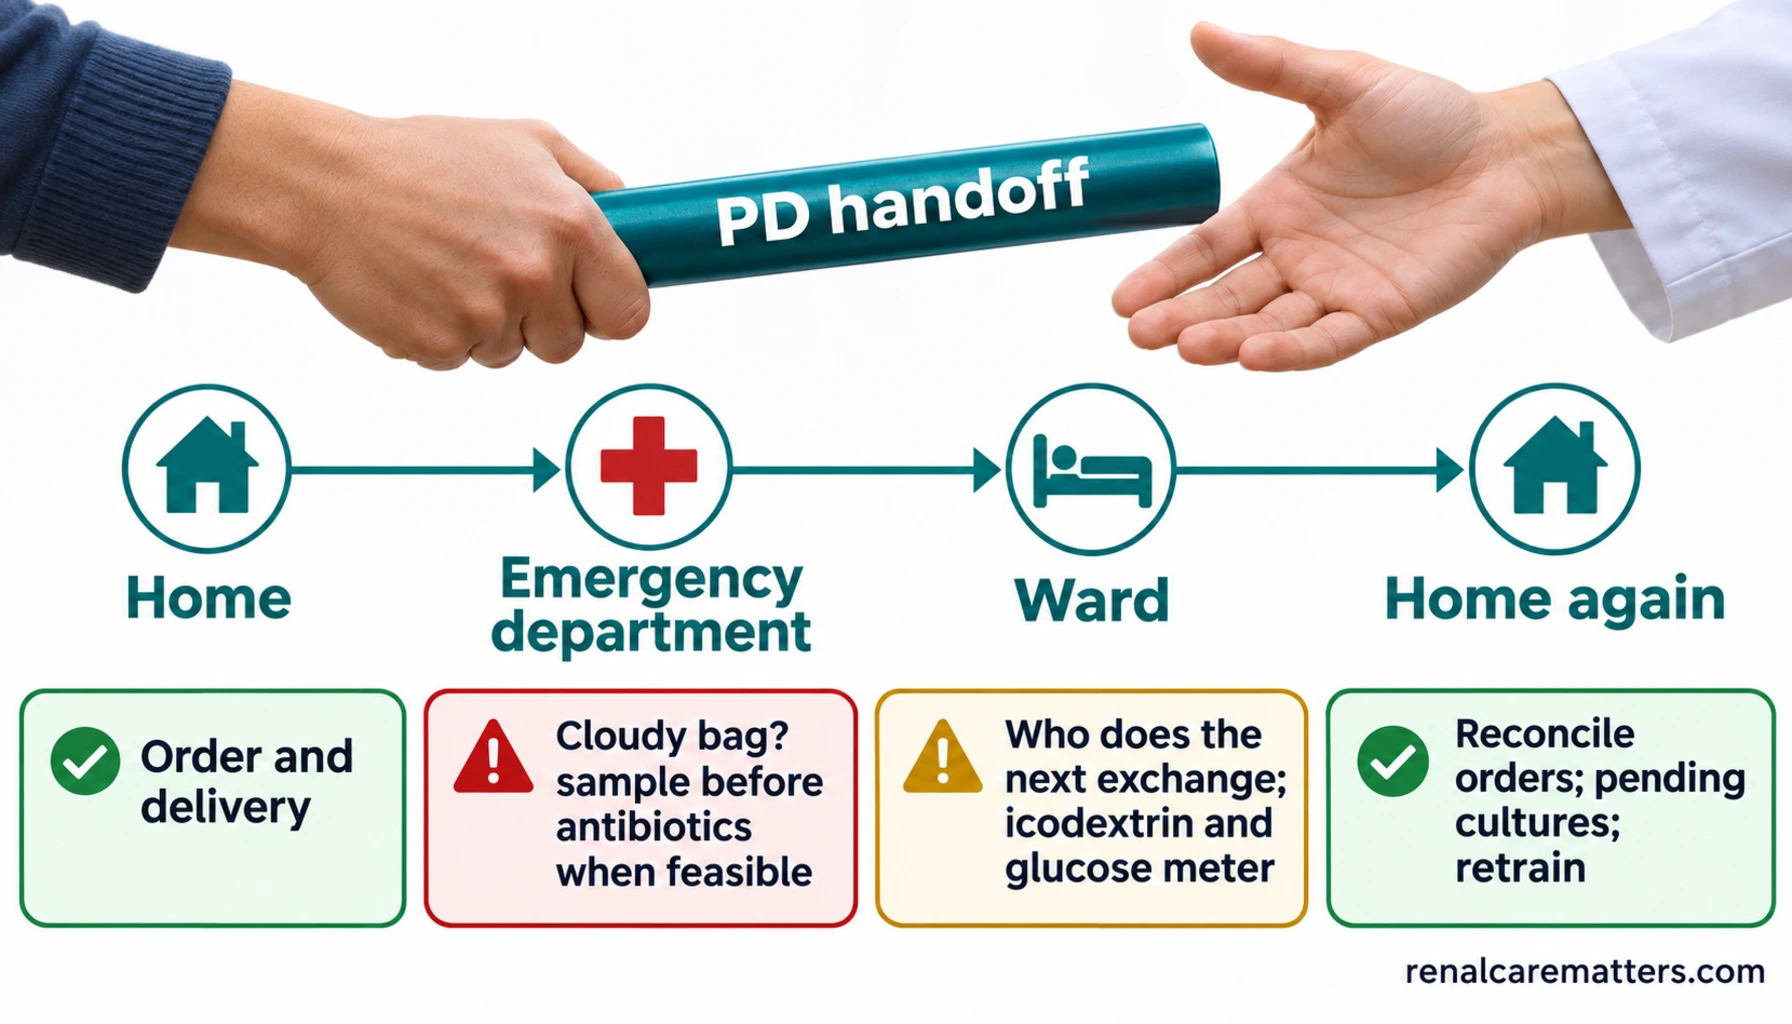 PD handoff
Home
Emergency
department
Ward
Home again
Order and
delivery
Cloudy bag?
sample before
antibiotics
when feasible
Who does the
next exchange;
icodextrin and
glucose meter
Reconcile
orders; pending
cultures;
retrain
renalcarematters.com